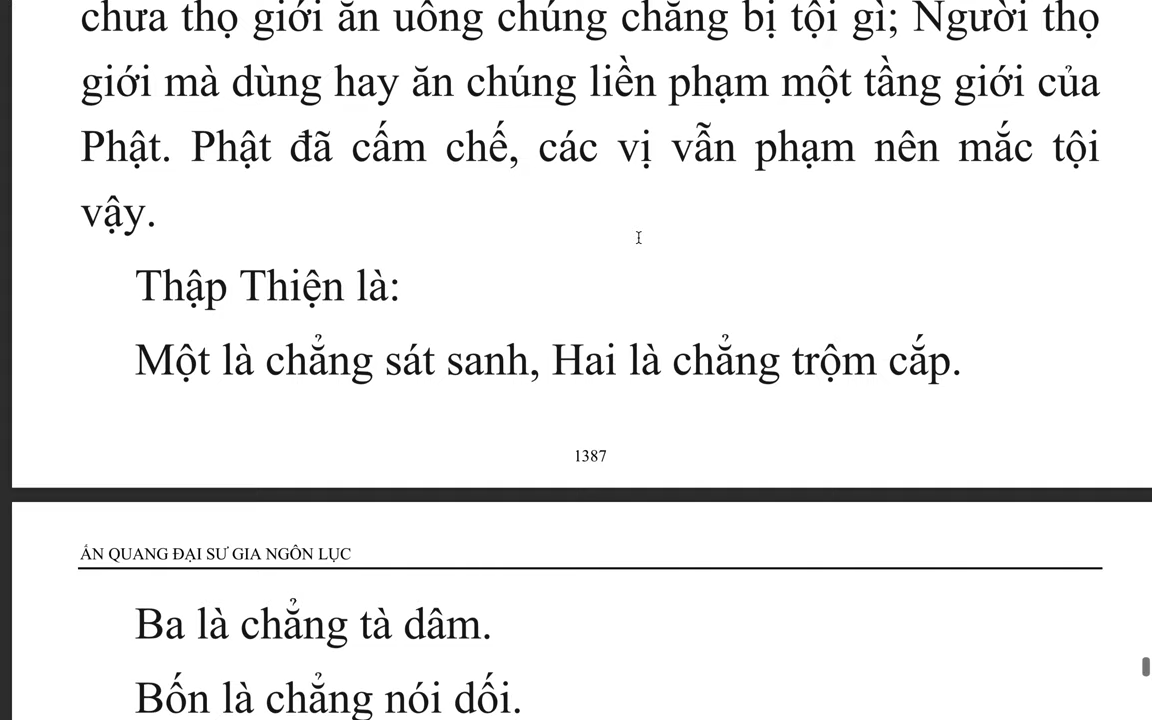 chưa thọ giới ăn uống chúng chẳng bị tội gì; Người thọ
giới mà dùng hay ăn chúng liền phạm một tầng giới của
Phật. Phật đã cấm chế, các vị vẫn phạm nên mắc tội
vậy.
Thập Thiện là:
Một là chẳng sát sanh, Hai là chẳng trộm cắp.
1387
ẤN QUANG ĐẠI SƯ GIA NGÔN LỤC
Ba là chẳng tà dâm.
Bốn là chẳng nói dối.